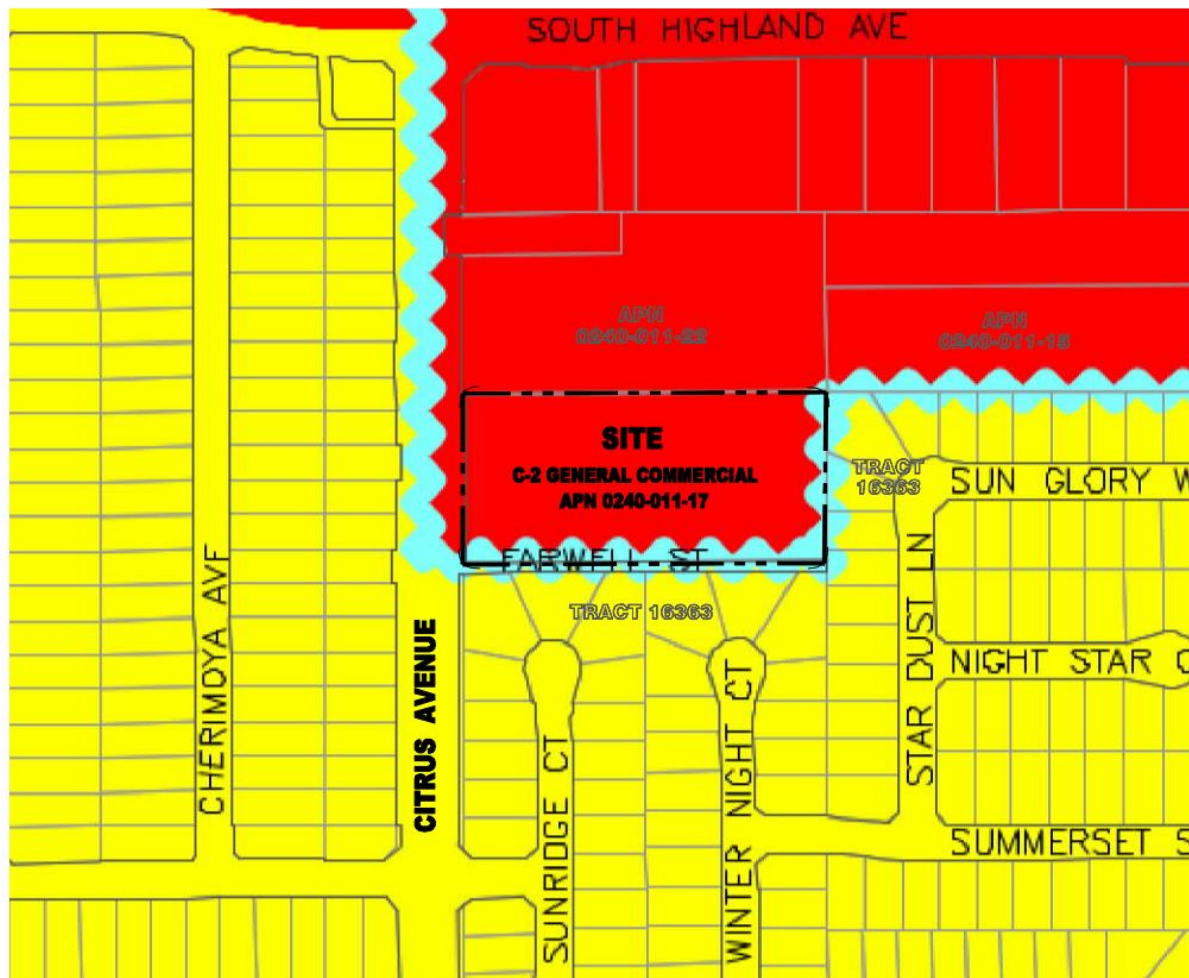 SOUTH HIGHLAND AVE
APN
0240-011-22
APN
0240-011-15
SITE
C-2 GENERAL COMMERCIAL
APN 0240-011-17
TRACT
16363
SUN GLORY W
FARWELL ST
TRACT 16363
CHERIMOYA AVE
CITRUS AVENUE
SUNRIDGE CT
WINTER NIGHT CT
STAR DUST LN
NIGHT STAR C
SUMMERSET S